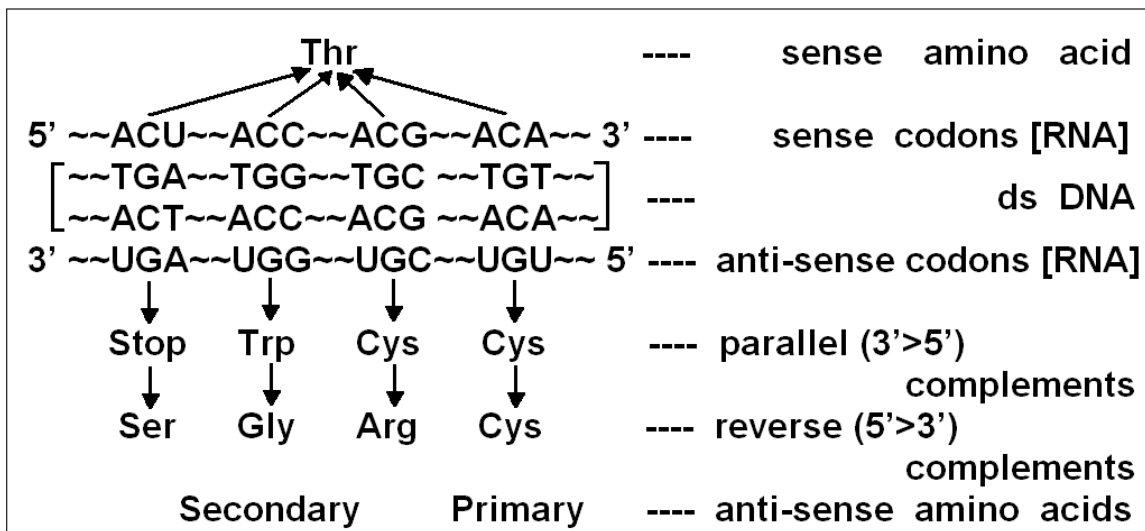 Thr ---- sense amino acid
5’ ~~ACU~~ACC~~ACG~~ACA~~ 3’ ---- sense codons [RNA]
~~TGA~~TGG~~TGC ~~TGT~~
---- ds DNA
~~ACT~~ACC~~ACG ~~ACA~~
3’ ~~UGA~~UGG~~UGC~~UGU~~ 5’ ---- anti-sense codons [RNA]
Stop Trp Cys Cys ---- parallel (3’>5’)
complements
Ser Gly Arg Cys ---- reverse (5’>3’)
complements
Secondary Primary ---- anti-sense amino acids